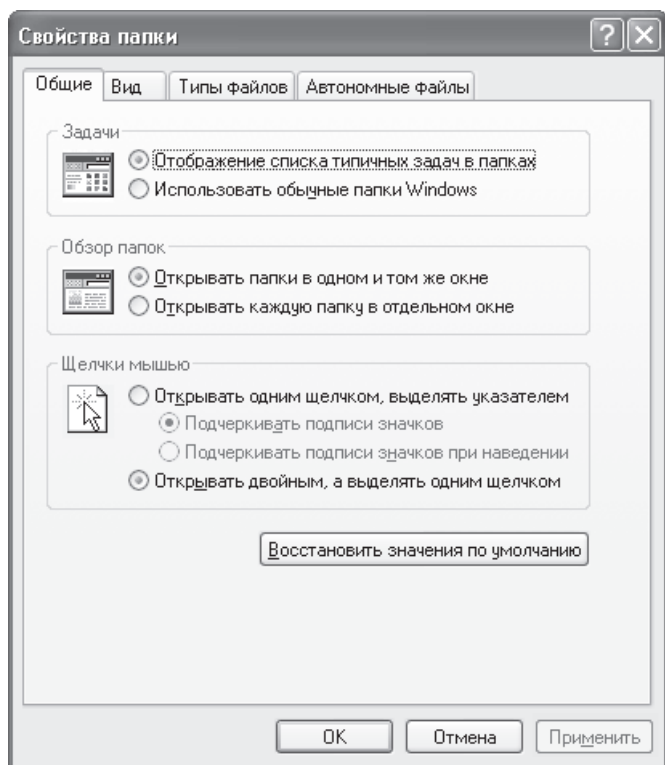 Свойства папки
Общие Вид Типы файлов Автономные файлы
Задачи
Отображение списка типичных задач в папках
Использовать обычные папки Windows
Обзор папок
Открывать папки в одном и том же окне
Открывать каждую папку в отдельном окне
Щелчки мышью
Открывать одним щелчком, выделять указателем
Подчеркивать подписи значков
Подчеркивать подписи значков при наведении
Открывать двойным, а выделять одним щелчком
Восстановить значения по умолчанию
OK Отмена Применить